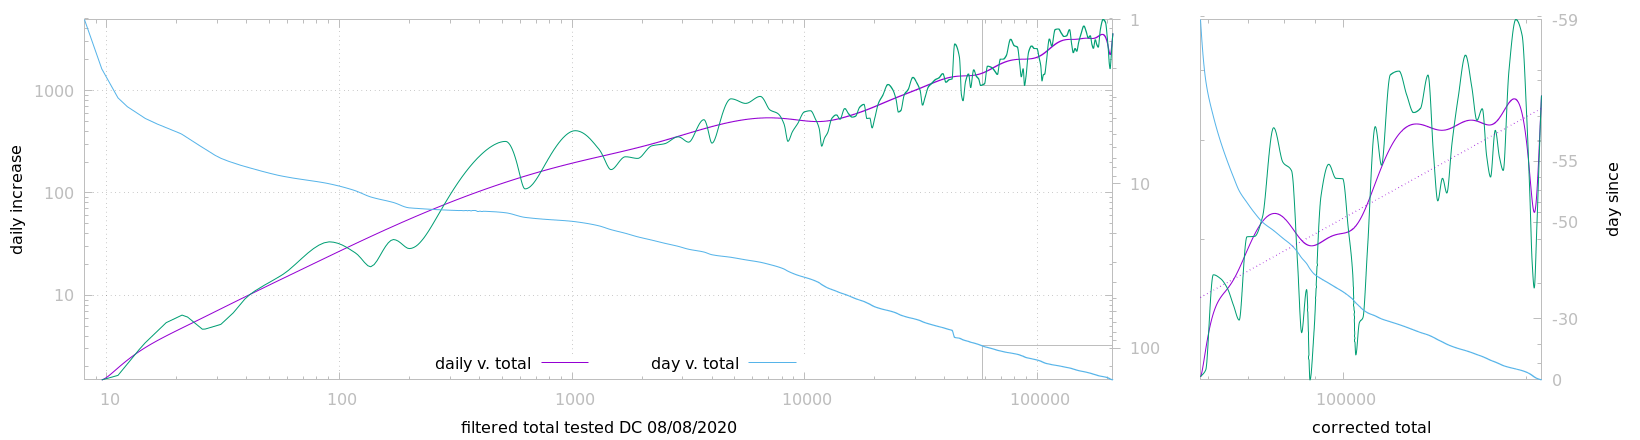 daily increase
1000
100
10
10
100
1000
10000
100000
1
10
100
daily v. total
day v. total
filtered total tested DC 08/08/2020
100000
corrected total
-59
-55
-50
-30
0
day since